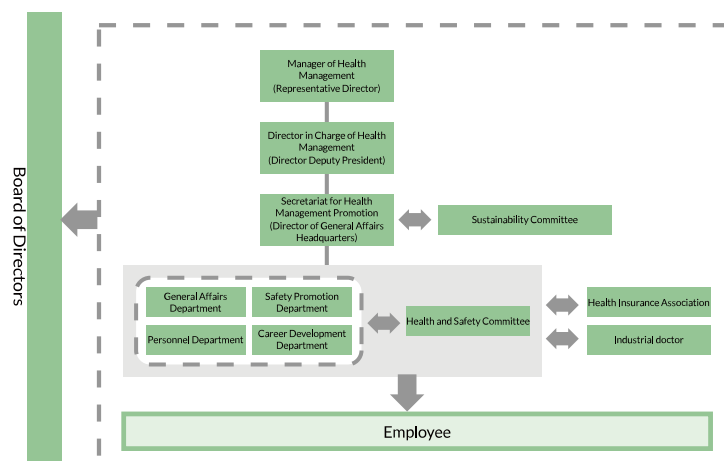 Board of Directors
Manager of Health
Management
(Representative Director)
Director in Charge of Health
Management
(Director Deputy President)
Secretariat for Health
Management Promotion
(Director of General Affairs
Headquarters)
Sustainability Committee
General Affairs
Department
Safety Promotion
Department
Personnel Department
Career Development
Department
Health and Safety Committee
Health Insurance Association
Industrial doctor
Employee